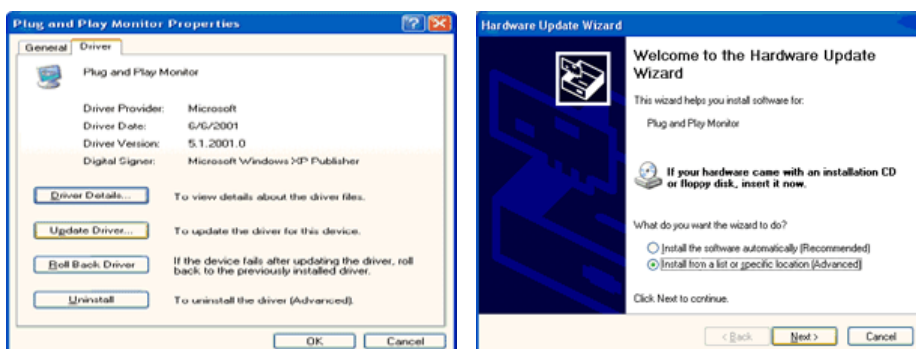 Plug and Play Monitor Properties
General Driver
Plug and Play Monitor
Driver Provider: Microsoft
Driver Date: 6/6/2001
Driver Version: 5.1.2001.0
Digital Signer: Microsoft Windows XP Publisher
Driver Details... To view details about the driver files.
Update Driver... To update the driver for this device.
Roll Back Driver If the device fails after updating the driver, roll
back to the previously installed driver.
Uninstall To uninstall the driver (Advanced).
OK Cancel
Hardware Update Wizard
Welcome to the Hardware Update
Wizard
This wizard helps you install software for:
Plug and Play Monitor
If your hardware came with an installation CD
or floppy disk, insert it now.
What do you want the wizard to do?
Install the software automatically (Recommended)
Install from a list or specific location (Advanced)
Click Next to continue.
< Back Next > Cancel